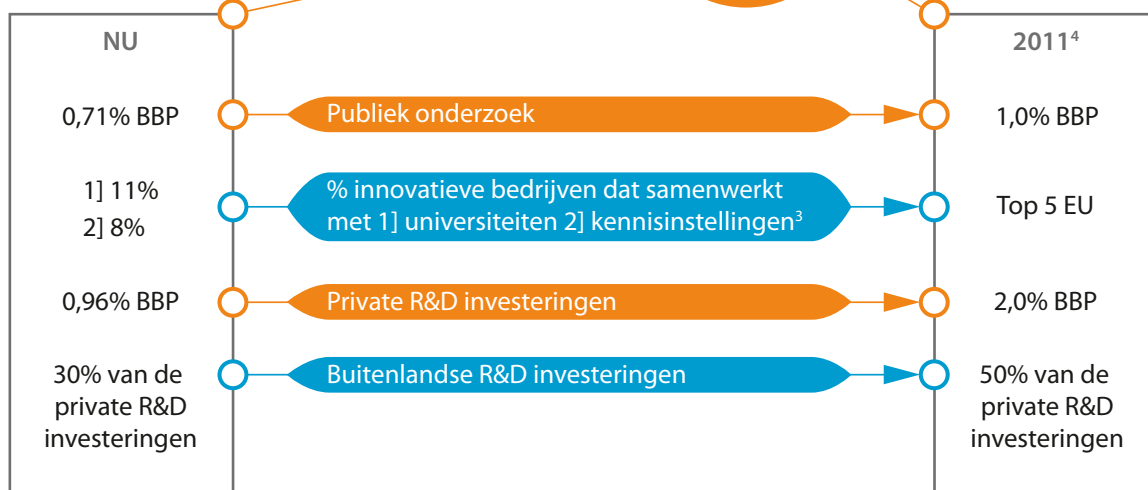 NU
2011⁴
0,71% BBP
Publiek onderzoek
1,0% BBP
1] 11%
2] 8%
% innovatieve bedrijven dat samenwerkt
met 1] universiteiten 2] kennisinstellingen³
Top 5 EU
0,96% BBP
Private R&D investeringen
2,0% BBP
30% van de
private R&D
investeringen
Buitenlandse R&D investeringen
50% van de
private R&D
investeringen